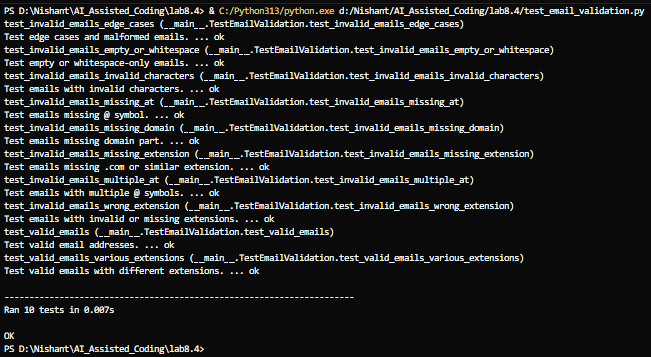 PS D:\Nishant\AI_Assisted_Coding\lab8.4> & C:/Python313/python.exe d:/Nishant/AI_Assisted_Coding/lab8.4/test_email_validation.py
test_invalid_emails_edge_cases (__main__.TestEmailValidation.test_invalid_emails_edge_cases)
Test edge cases and malformed emails. ... ok
test_invalid_emails_empty_or_whitespace (__main__.TestEmailValidation.test_invalid_emails_empty_or_whitespace)
Test empty or whitespace-only emails. ... ok
test_invalid_emails_invalid_characters (__main__.TestEmailValidation.test_invalid_emails_invalid_characters)
Test emails with invalid characters. ... ok
test_invalid_emails_missing_at (__main__.TestEmailValidation.test_invalid_emails_missing_at)
Test emails missing @ symbol. ... ok
test_invalid_emails_missing_domain (__main__.TestEmailValidation.test_invalid_emails_missing_domain)
Test emails missing domain part. ... ok
test_invalid_emails_missing_extension (__main__.TestEmailValidation.test_invalid_emails_missing_extension)
Test emails missing .com or similar extension. ... ok
test_invalid_emails_multiple_at (__main__.TestEmailValidation.test_invalid_emails_multiple_at)
Test emails with multiple @ symbols. ... ok
test_invalid_emails_wrong_extension (__main__.TestEmailValidation.test_invalid_emails_wrong_extension)
Test emails with invalid or missing extensions. ... ok
test_valid_emails (__main__.TestEmailValidation.test_valid_emails)
Test valid email addresses. ... ok
test_valid_emails_various_extensions (__main__.TestEmailValidation.test_valid_emails_various_extensions)
Test valid emails with different extensions. ... ok

----------------------------------------------------------------------
Ran 10 tests in 0.007s

OK
PS D:\Nishant\AI_Assisted_Coding\lab8.4>